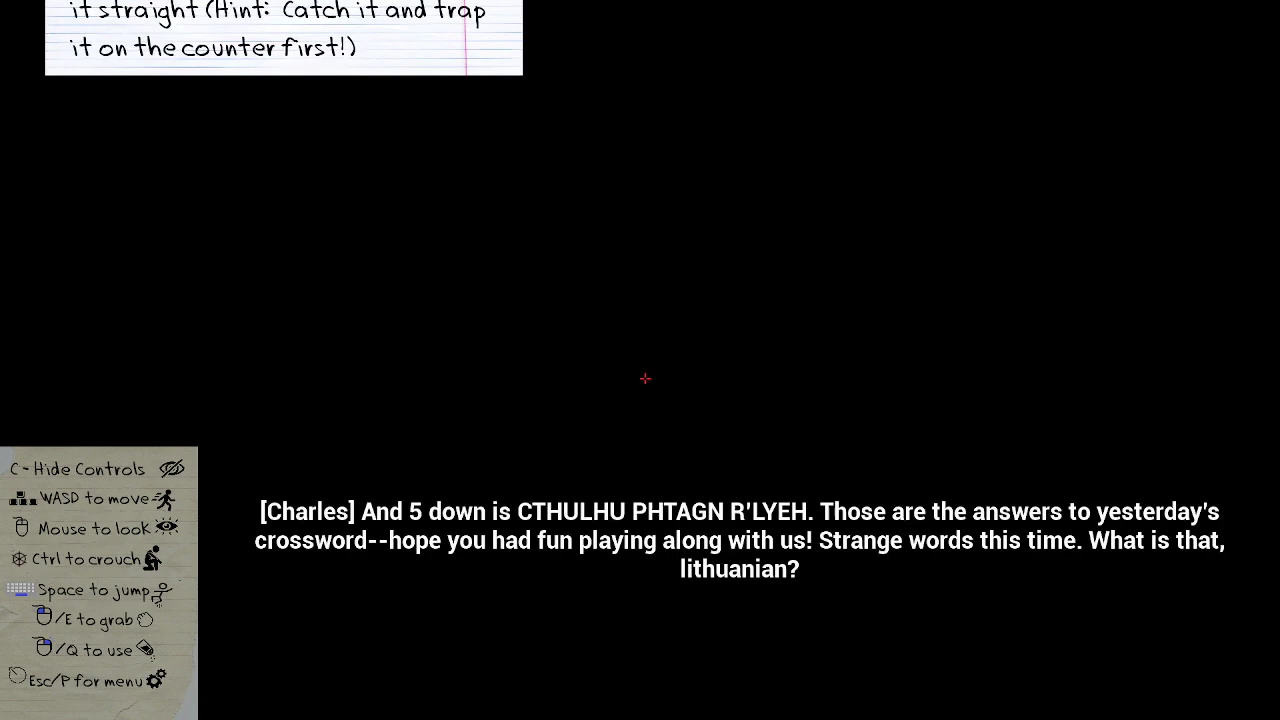 it straight (Hint: Catch it and trap
it on the counter first!)
C - Hide Controls
WASD to move
Mouse to look
Ctrl to crouch
Space to jump
/E to grab
/Q to use
Esc/P for menu
[Charles] And 5 down is CTHULHU PHTAGN R'LYEH. Those are the answers to yesterday's
crossword--hope you had fun playing along with us! Strange words this time. What is that,
lithuanian?